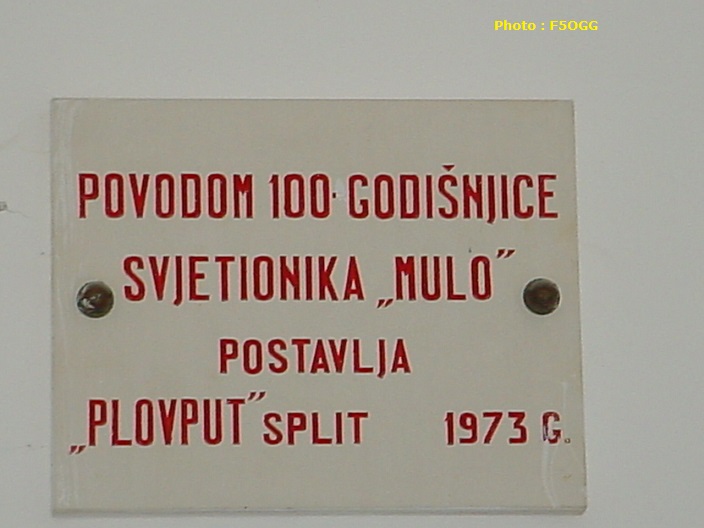 Photo : F5OGG
POVODOM 100·GODIŠNJICE
SVJETIONIKA „MULO”
POSTAVLJA
„PLOVPUT” SPLIT 1973 G.